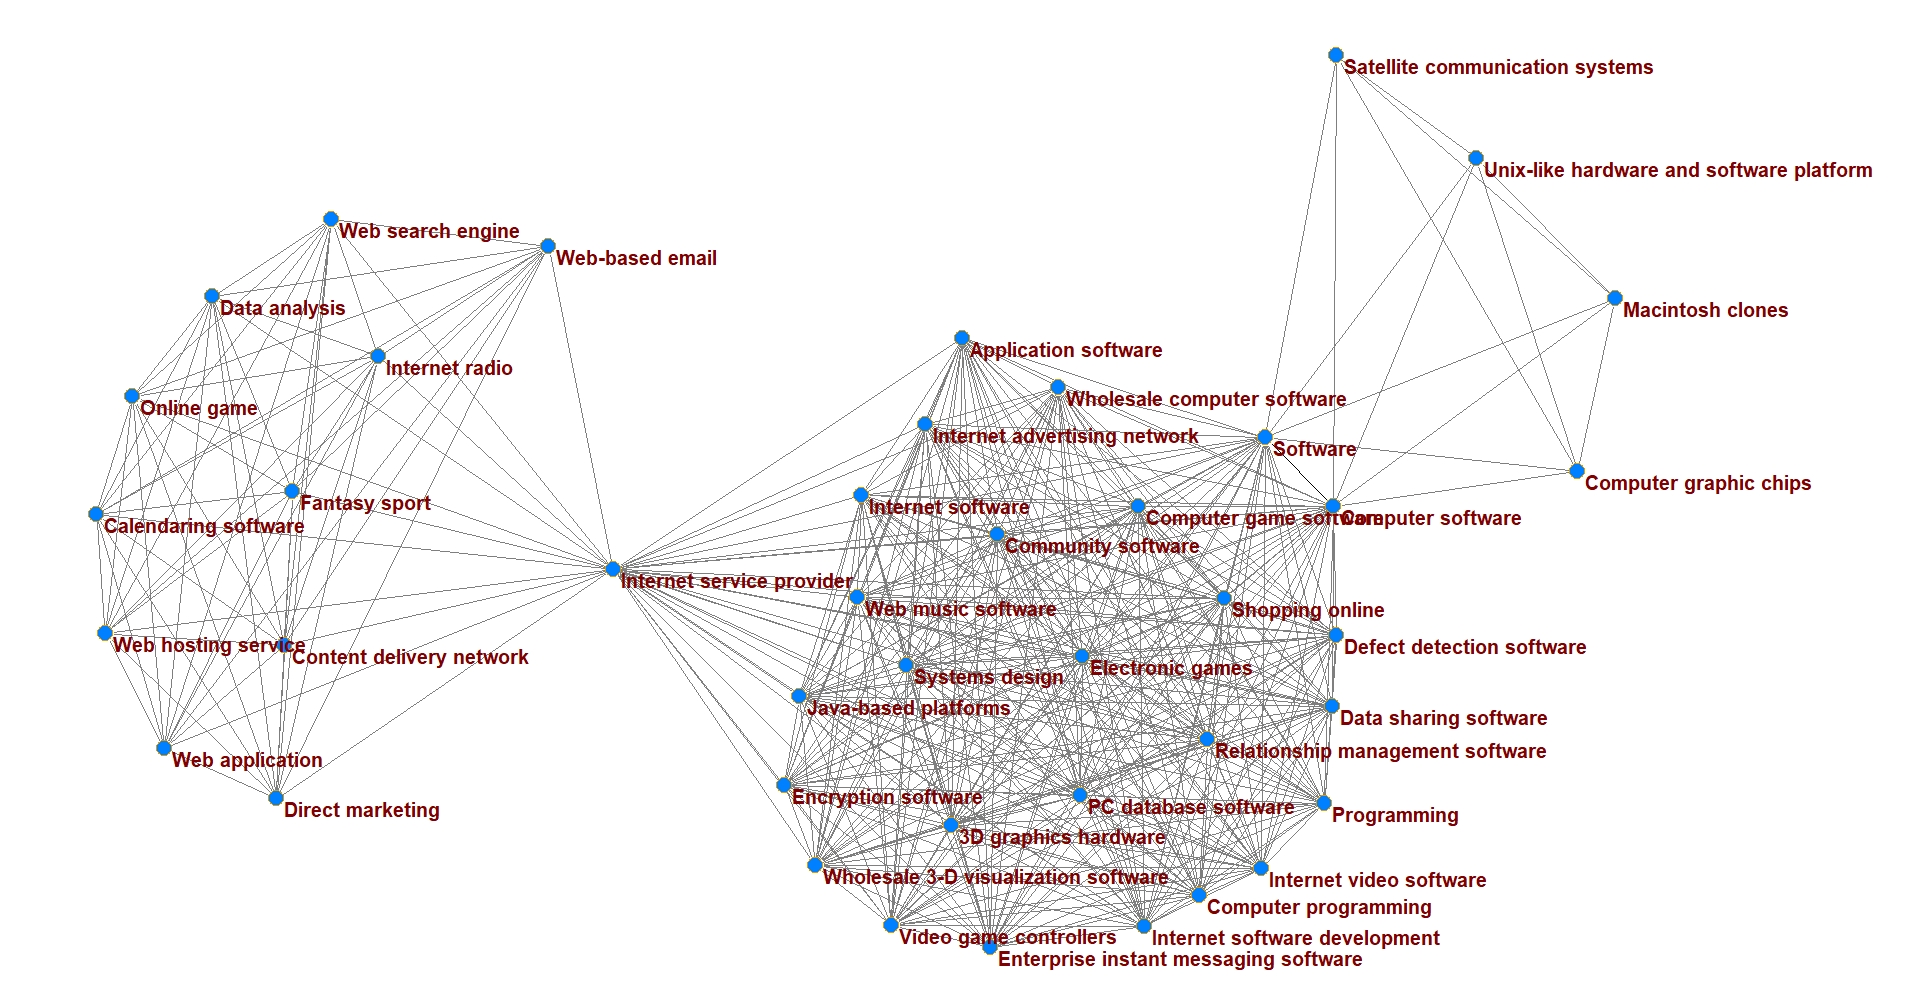 Satellite communication systems
Unix-like hardware and software platform
Web search engine
Web-based email
Data analysis
Macintosh clones
Application software
Internet radio
Wholesale computer software
Online game
Internet advertising network
Software
Computer graphic chips
Fantasy sport
Internet software
Computer game software
Computer software
Calendaring software
Community software
Internet service provider
Web music software
Shopping online
Web hosting service
Defect detection software
Content delivery network
Electronic games
Systems design
Java-based platforms
Data sharing software
Relationship management software
Web application
Encryption software
PC database software
Direct marketing
Programming
3D graphics hardware
Wholesale 3-D visualization software
Internet video software
Computer programming
Video game controllers
Internet software development
Enterprise instant messaging software